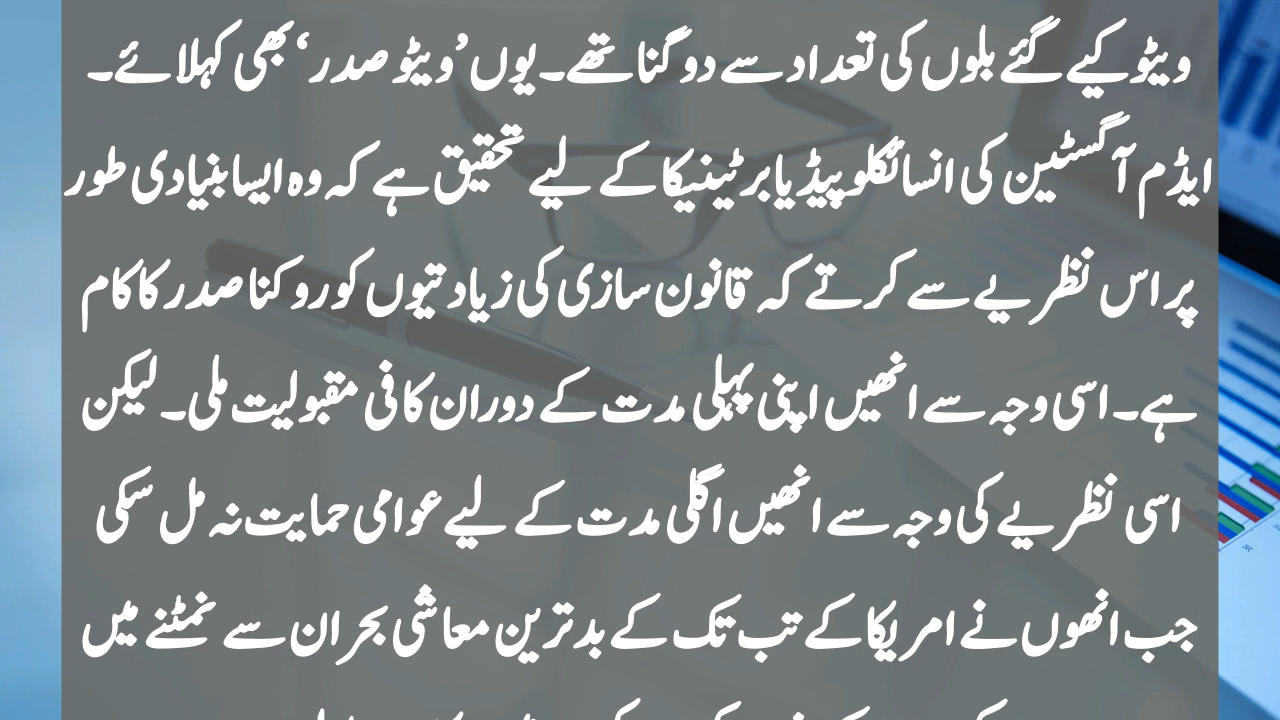 ویٹو کیے گئے بلوں کی تعداد سے دو گنا تھے۔ یوں ’ویٹو صدر‘ بھی کہلائے۔
ایڈم آگسٹین کی انسائکلوپیڈیا برٹینیکا کے لیے تحقیق ہے کہ وہ ایسا بنیادی طور
پر اس نظریے سے کرتے کہ قانون سازی کی زیادتیوں کو روکنا صدر کا کام
ہے۔ اسی وجہ سے انھیں اپنی پہلی مدت کے دوران کافی مقبولیت ملی۔ لیکن
اسی نظریے کی وجہ سے انھیں اگلی مدت کے لیے عوامی حمایت نہ مل سکی
جب انھوں نے امریکا کے تب تک کے بدترین معاشی بحران سے نمٹنے میں